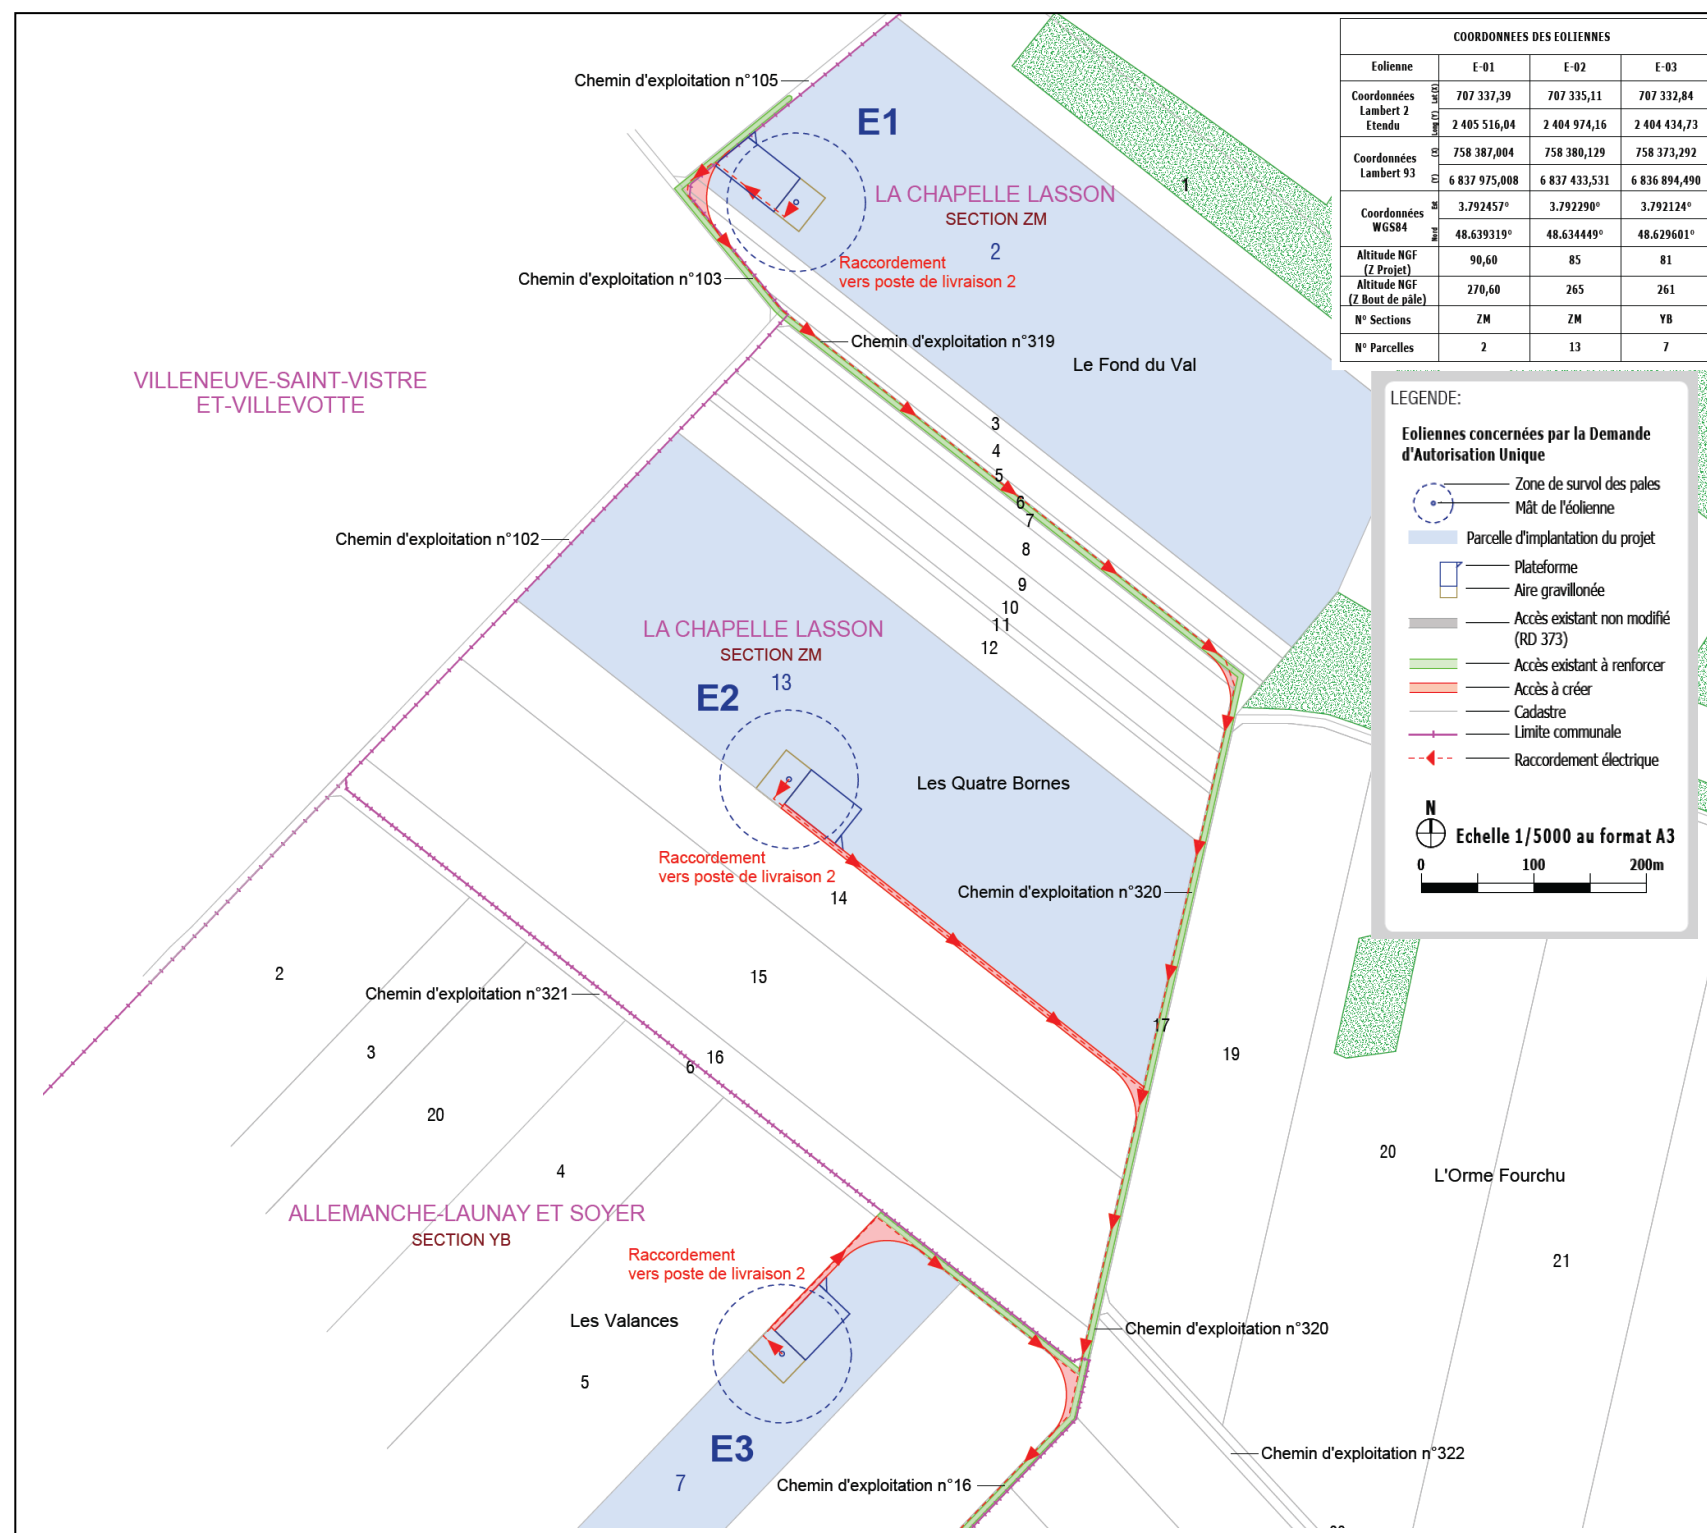 COORDONNEES DES EOLIENNES
Eolienne E-01 E-02 E-03
Coordonnées Lambert 2 Etendu
Lat (X) 707 337,39 707 335,11 707 332,84
Long (Y) 2 405 516,04 2 404 974,16 2 404 434,73
Coordonnées Lambert 93
(X) 758 387,004 758 380,129 758 373,292
(Y) 6 837 975,008 6 837 433,531 6 836 894,490
Coordonnées WGS84
Est 3.792457° 3.792290° 3.792124°
Nord 48.639319° 48.634449° 48.629601°
Altitude NGF (Z Projet) 90,60 85 81
Altitude NGF (Z Bout de pâle) 270,60 265 261
N° Sections ZM ZM YB
N° Parcelles 2 13 7
Chemin d'exploitation n°105
E1
1
LA CHAPELLE LASSON
SECTION ZM
2
Raccordement
vers poste de livraison 2
Chemin d'exploitation n°103
Chemin d'exploitation n°319
Le Fond du Val
VILLENEUVE-SAINT-VISTRE
ET-VILLEVOTTE
3
4
5
6
7
8
9
10
11
12
Chemin d'exploitation n°102
LA CHAPELLE LASSON
SECTION ZM
13
E2
Les Quatre Bornes
Raccordement
vers poste de livraison 2
14
Chemin d'exploitation n°320
15
2
Chemin d'exploitation n°321
17
19
3
6
16
20
20
4
L'Orme Fourchu
ALLEMANCHE-LAUNAY ET SOYER
SECTION YB
21
Raccordement
vers poste de livraison 2
Les Valances
Chemin d'exploitation n°320
5
E3
7
Chemin d'exploitation n°322
Chemin d'exploitation n°16
LEGENDE:
Eoliennes concernées par la Demande
d'Autorisation Unique
Zone de survol des pales
Mât de l'éolienne
Parcelle d'implantation du projet
Plateforme
Aire gravillonée
Accès existant non modifié
(RD 373)
Accès existant à renforcer
Accès à créer
Cadastre
Limite communale
Raccordement électrique
N
Echelle 1/5000 au format A3
0 100 200m